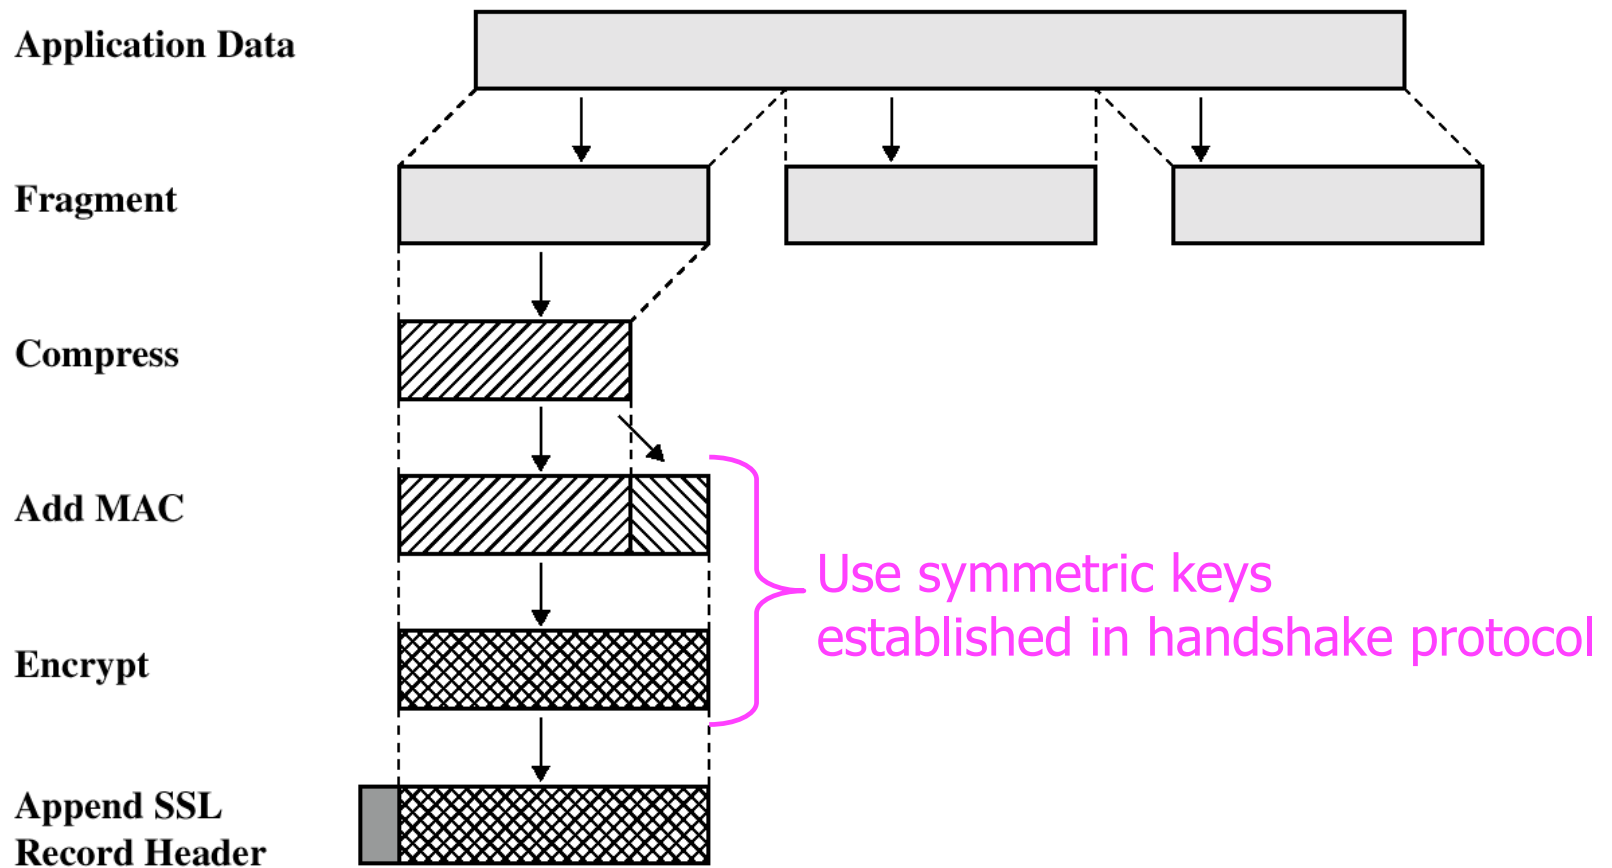 Application Data
Fragment
Compress
Add MAC
Use symmetric keys
established in handshake protocol
Encrypt
Append SSL
Record Header